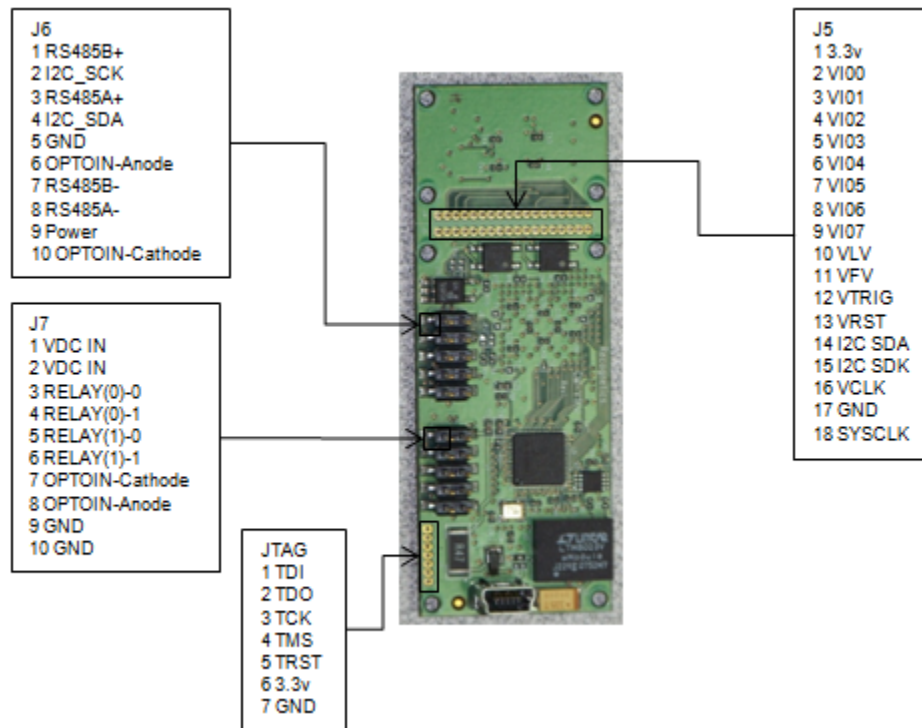 J6
1 RS485B+
2 I2C_SCK
3 RS485A+
4 I2C_SDA
5 GND
6 OPTOIN-Anode
7 RS485B-
8 RS485A-
9 Power
10 OPTOIN-Cathode
J7
1 VDC IN
2 VDC IN
3 RELAY(0)-0
4 RELAY(0)-1
5 RELAY(1)-0
6 RELAY(1)-1
7 OPTOIN-Cathode
8 OPTOIN-Anode
9 GND
10 GND
JTAG
1 TDI
2 TDO
3 TCK
4 TMS
5 TRST
6 3.3v
7 GND
J5
1 3.3v
2 VI00
3 VI01
4 VI02
5 VI03
6 VI04
7 VI05
8 VI06
9 VI07
10 VLV
11 VFV
12 VTRIG
13 VRST
14 I2C SDA
15 I2C SDK
16 VCLK
17 GND
18 SYSCLK